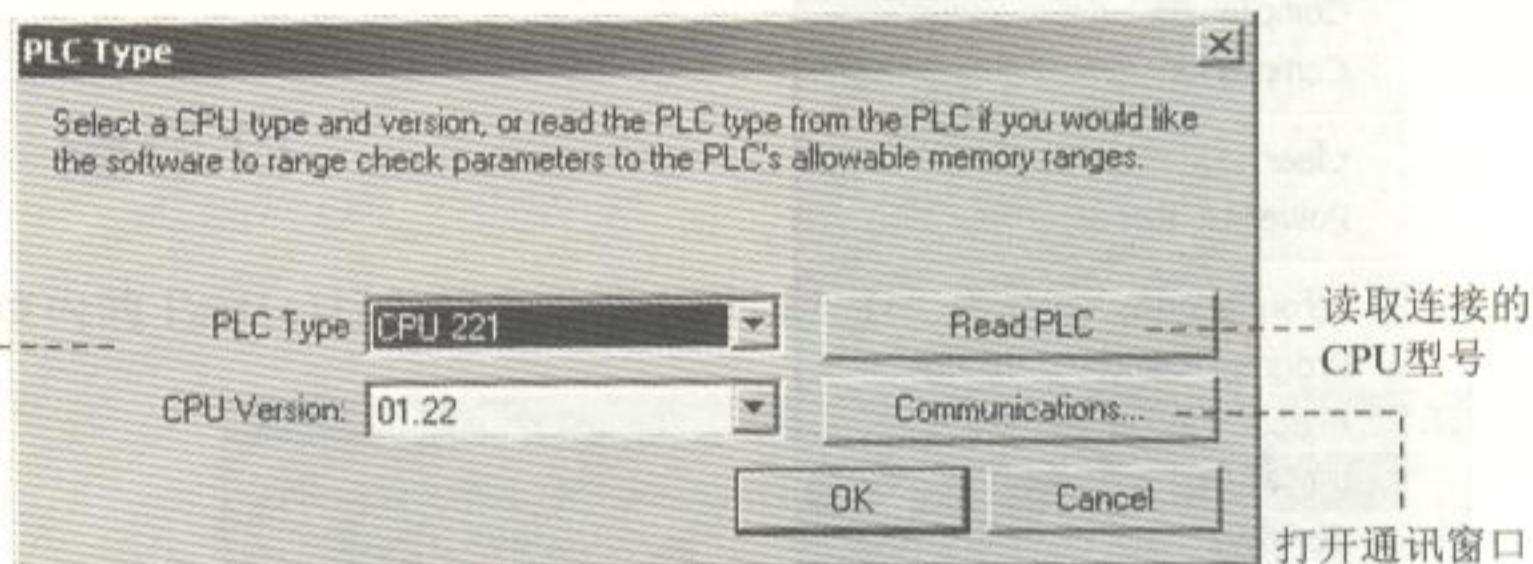 PLC Type
Select a CPU type and version, or read the PLC type from the PLC if you would like
the software to range check parameters to the PLC's allowable memory ranges.
PLC Type CPU 221
Read PLC
读取连接的
CPU型号
CPU Version: 01.22
Communications...
OK
Cancel
打开通讯窗口